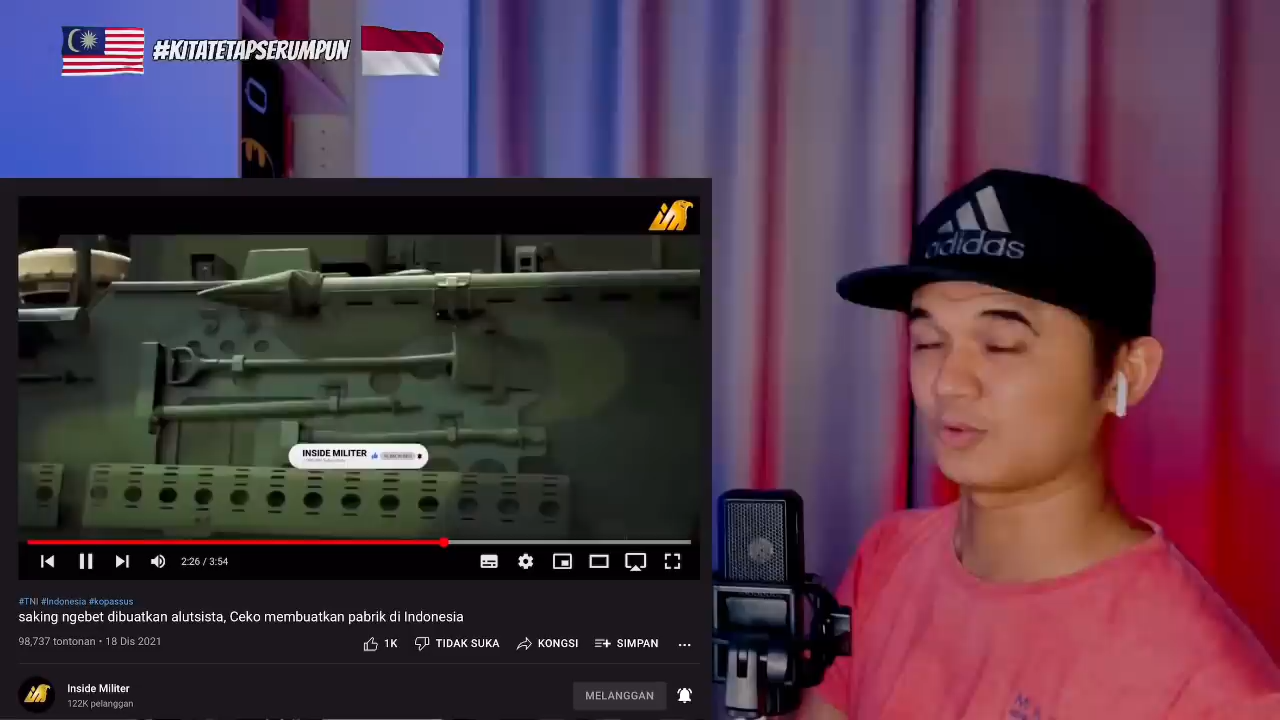 #KITATETAPSERUMPUN
adidas
INSIDE MILITER
2:26 / 3:54
#TNI #Indonesia #kopassus
saking ngebet dibuatkan alutsista, Ceko membuatkan pabrik di Indonesia
98,737 tontonan • 18 Dis 2021
1K
TIDAK SUKA
KONGSI
SIMPAN
Inside Militer
122K pelanggan
MELANGGAN